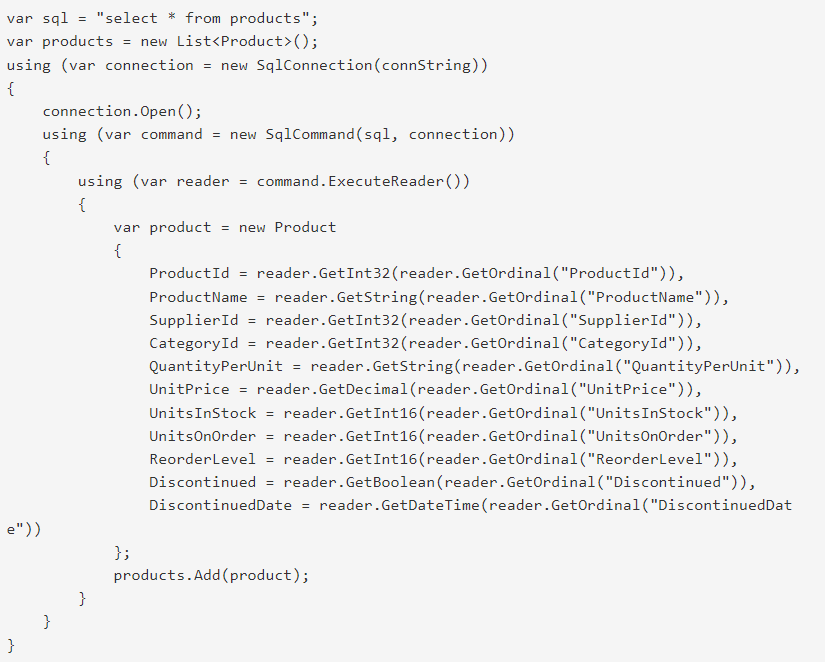 var sql = "select * from products";
var products = new List<Product>();
using (var connection = new SqlConnection(connString))
{
    connection.Open();
    using (var command = new SqlCommand(sql, connection))
    {
        using (var reader = command.ExecuteReader())
        {
            var product = new Product
            {
                ProductId = reader.GetInt32(reader.GetOrdinal("ProductId")),
                ProductName = reader.GetString(reader.GetOrdinal("ProductName")),
                SupplierId = reader.GetInt32(reader.GetOrdinal("SupplierId")),
                CategoryId = reader.GetInt32(reader.GetOrdinal("CategoryId")),
                QuantityPerUnit = reader.GetString(reader.GetOrdinal("QuantityPerUnit")),
                UnitPrice = reader.GetDecimal(reader.GetOrdinal("UnitPrice")),
                UnitsInStock = reader.GetInt16(reader.GetOrdinal("UnitsInStock")),
                UnitsOnOrder = reader.GetInt16(reader.GetOrdinal("UnitsOnOrder")),
                ReorderLevel = reader.GetInt16(reader.GetOrdinal("ReorderLevel")),
                Discontinued = reader.GetBoolean(reader.GetOrdinal("Discontinued")),
                DiscontinuedDate = reader.GetDateTime(reader.GetOrdinal("DiscontinuedDat
e"))
            };
            products.Add(product);
        }
    }
}